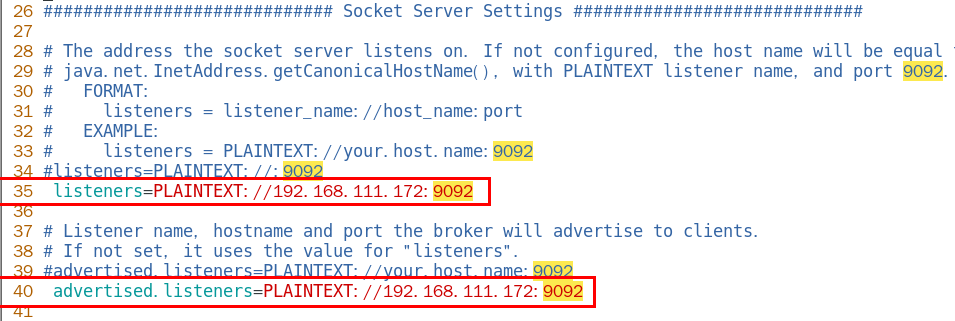 26 ############################# Socket Server Settings #############################
27
28 # The address the socket server listens on. If not configured, the host name will be equal
29 # java.net.InetAddress.getCanonicalHostName(), with PLAINTEXT listener name, and port 9092.
30 #   FORMAT:
31 #     listeners = listener_name://host_name:port
32 #   EXAMPLE:
33 #     listeners = PLAINTEXT://your.host.name:9092
34 #listeners=PLAINTEXT://:9092
35  listeners=PLAINTEXT://192.168.111.172:9092
36
37 # Listener name, hostname and port the broker will advertise to clients.
38 # If not set, it uses the value for "listeners".
39 #advertised.listeners=PLAINTEXT://your.host.name:9092
40  advertised.listeners=PLAINTEXT://192.168.111.172:9092
41